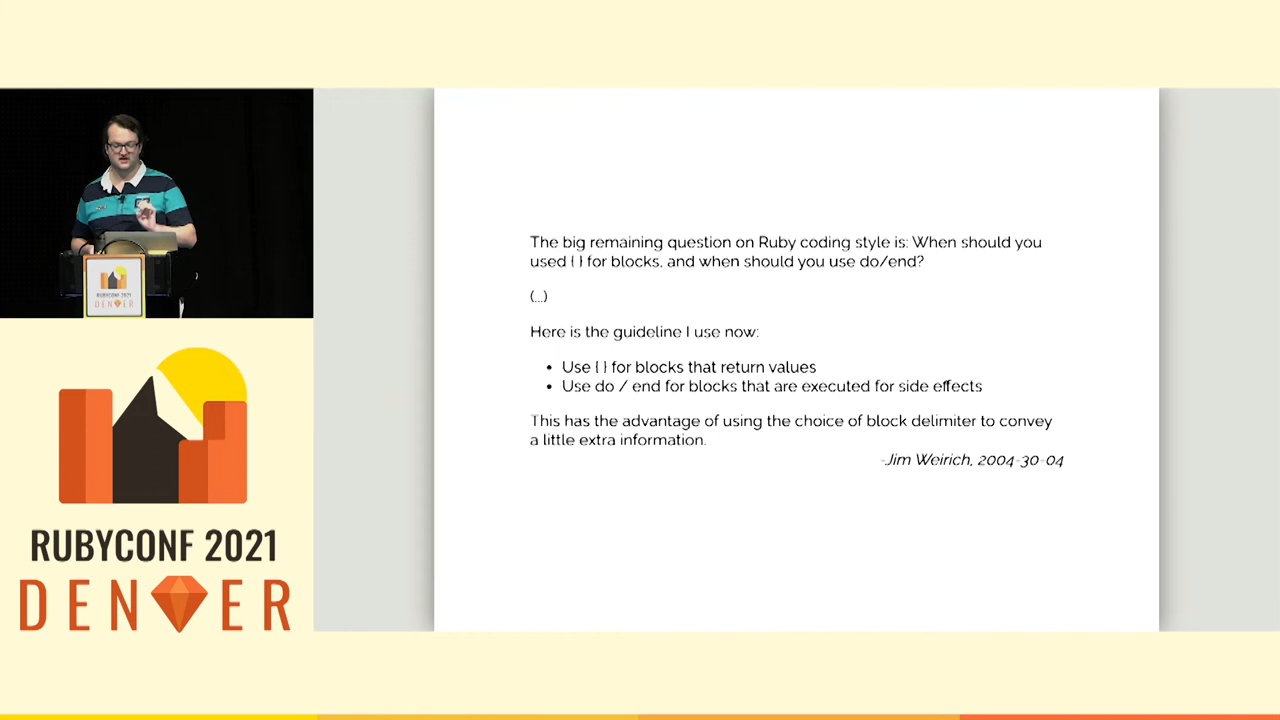 The big remaining question on Ruby coding style is: When should you
used { } for blocks, and when should you use do/end?
(...)
Here is the guideline I use now:
• Use { } for blocks that return values
• Use do / end for blocks that are executed for side effects
This has the advantage of using the choice of block delimiter to convey
a little extra information.
-Jim Weirich, 2004-30-04
RUBYCONF 2021
DENVER
RUBYCONF 2021
DENVER